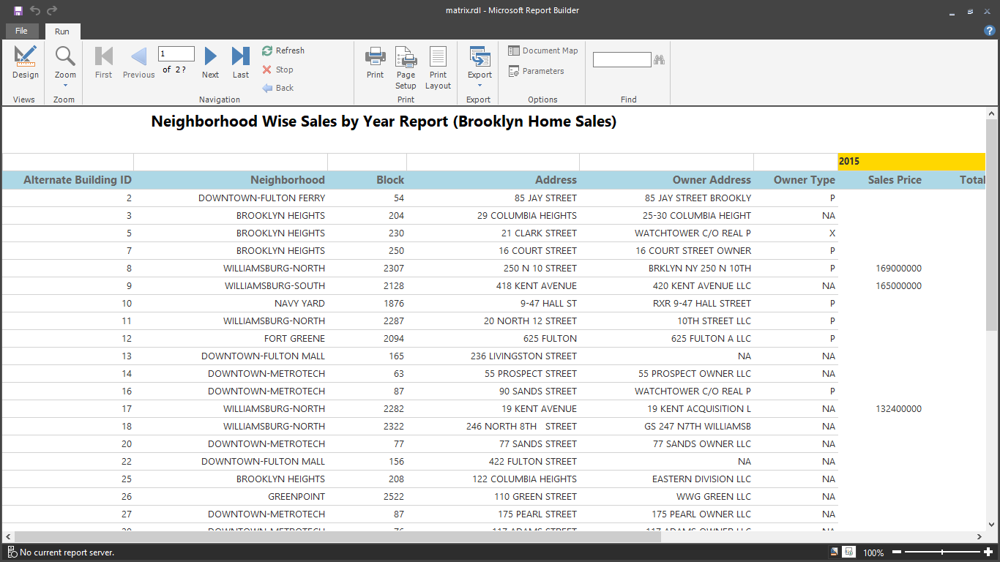 matrix.rdl - Microsoft Report Builder
File Run
Design Zoom First Previous 1 of 2 ? Next Last Refresh Stop Back Print Page Setup Print Layout Export Document Map Parameters
Views Zoom Navigation Print Export Options Find
Neighborhood Wise Sales by Year Report (Brooklyn Home Sales)
2015
Alternate Building ID Neighborhood Block Address Owner Address Owner Type Sales Price Total
2 DOWNTOWN-FULTON FERRY 54 85 JAY STREET 85 JAY STREET BROOKLY P
3 BROOKLYN HEIGHTS 204 29 COLUMBIA HEIGHTS 25-30 COLUMBIA HEIGHT NA
5 BROOKLYN HEIGHTS 230 21 CLARK STREET WATCHTOWER C/O REAL P X
7 BROOKLYN HEIGHTS 250 16 COURT STREET 16 COURT STREET OWNER P
8 WILLIAMSBURG-NORTH 2307 250 N 10 STREET BRKLYN NY 250 N 10TH P 169000000
9 WILLIAMSBURG-SOUTH 2128 418 KENT AVENUE 420 KENT AVENUE LLC NA 165000000
10 NAVY YARD 1876 9-47 HALL ST RXR 9-47 HALL STREET P
11 WILLIAMSBURG-NORTH 2287 20 NORTH 12 STREET 10TH STREET LLC P
12 FORT GREENE 2094 625 FULTON 625 FULTON A LLC P
13 DOWNTOWN-FULTON MALL 165 236 LIVINGSTON STREET NA NA
14 DOWNTOWN-METROTECH 63 55 PROSPECT STREET 55 PROSPECT OWNER LLC NA
16 DOWNTOWN-METROTECH 87 90 SANDS STREET WATCHTOWER C/O REAL P P
17 WILLIAMSBURG-NORTH 2282 19 KENT AVENUE 19 KENT ACQUISITION L NA 132400000
18 WILLIAMSBURG-NORTH 2322 246 NORTH 8TH   STREET GS 247 N7TH WILLIAMSB NA
20 DOWNTOWN-METROTECH 77 77 SANDS STREET 77 SANDS OWNER LLC NA
22 DOWNTOWN-FULTON MALL 156 422 FULTON STREET NA NA
25 BROOKLYN HEIGHTS 208 122 COLUMBIA HEIGHTS EASTERN DIVISION LLC NA
26 GREENPOINT 2522 110 GREEN STREET WWG GREEN LLC NA
27 DOWNTOWN-METROTECH 87 175 PEARL STREET 175 PEARL OWNER LLC NA
DOWNTOWN-METROTECH 117 ADAMS STREET 117 ADAMS OWNER LLC NA
No current report server. 100%